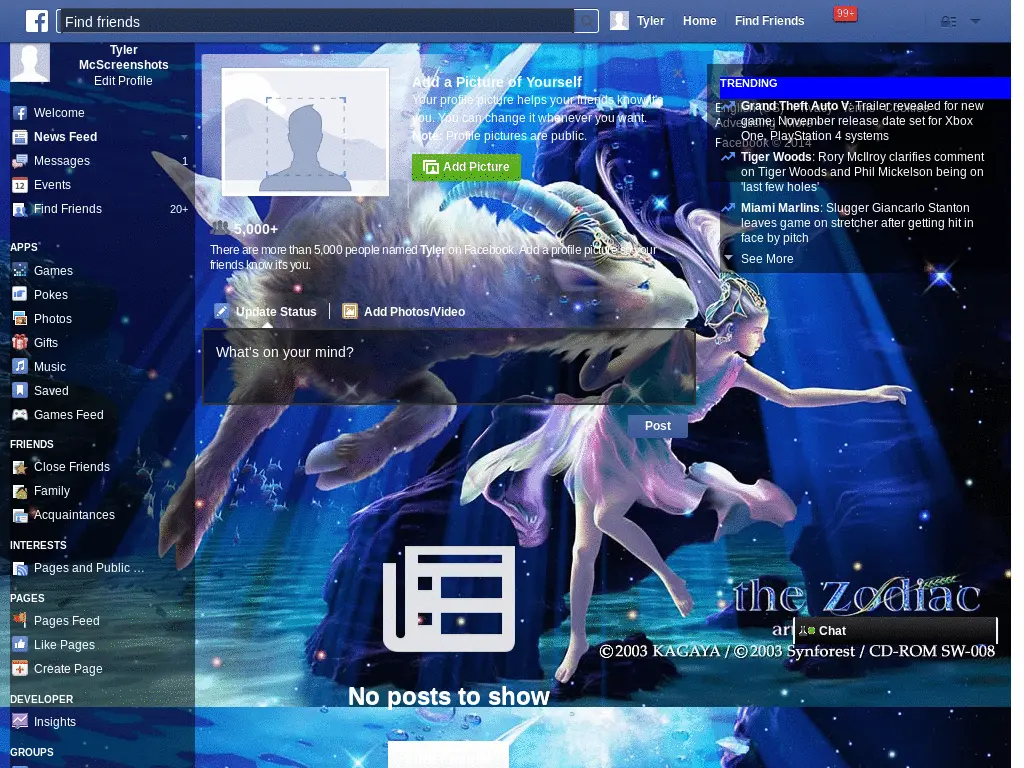 Find friends
Tyler
Home
Find Friends
99+
Tyler
McScreenshots
Edit Profile
Welcome
News Feed
Messages
1
Events
12
Find Friends
20+
APPS
Games
Pokes
Photos
Gifts
Music
Saved
Games Feed
FRIENDS
Close Friends
Family
Acquaintances
INTERESTS
Pages and Public ...
PAGES
Pages Feed
Like Pages
Create Page
DEVELOPER
Insights
GROUPS
Add a Picture of Yourself
Your profile picture helps your friends know it's
you. You can change it whenever you want.
Note: Profile pictures are public.
Add Picture
5,000+
There are more than 5,000 people named Tyler on Facebook. Add a profile picture so your
friends know it's you.
Update Status
Add Photos/Video
What's on your mind?
Post
No posts to show
TRENDING
Grand Theft Auto V: Trailer revealed for new
game; November release date set for Xbox
One, PlayStation 4 systems
Facebook © 2014
Tiger Woods: Rory McIlroy clarifies comment
on Tiger Woods and Phil Mickelson being on
'last few holes'
Miami Marlins: Slugger Giancarlo Stanton
leaves game on stretcher after getting hit in
face by pitch
See More
the Zodiac
Chat
©2003 KAGAYA / ©2003 Synforest / CD-ROM SW-008